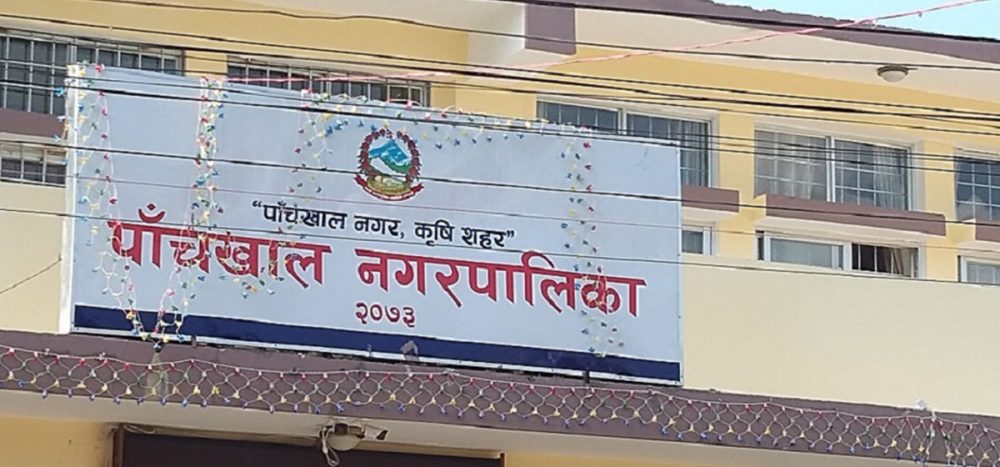 “पाँचखाल नगर, कृषि शहर”
पाँचखाल नगरपालिका
२०७३